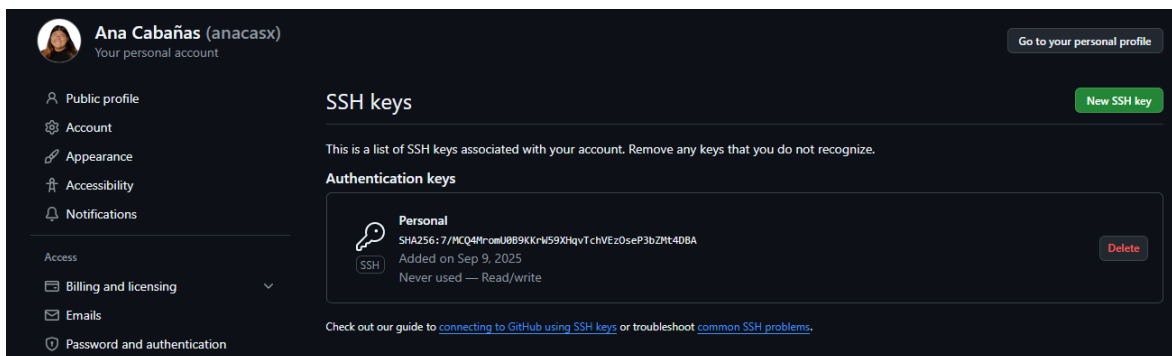 Ana Cabañas (anacasx)
Your personal account
Go to your personal profile
Public profile
Account
Appearance
Accessibility
Notifications
Access
Billing and licensing
Emails
Password and authentication
SSH keys
New SSH key
This is a list of SSH keys associated with your account. Remove any keys that you do not recognize.
Authentication keys
Personal
SHA256:7/MCQ4MromU0B9KKrW59XHqvTchVEzOseP3bZMt4DBA
SSH
Added on Sep 9, 2025
Never used — Read/write
Delete
Check out our guide to connecting to GitHub using SSH keys or troubleshoot common SSH problems.